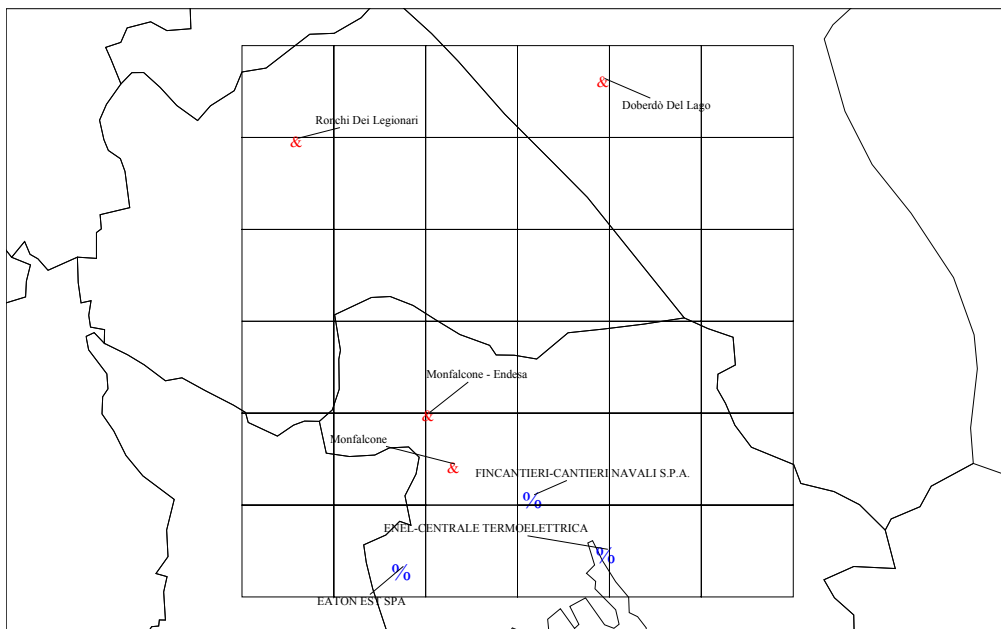 &
Doberdò Del Lago
Ronchi Dei Legionari
&
Monfalcone - Endesa
&
Monfalcone
&
FINCANTIERI-CANTIERI NAVALI S.P.A.
%
ENEL-CENTRALE TERMOELETTRICA
%
%
EATON EST SPA